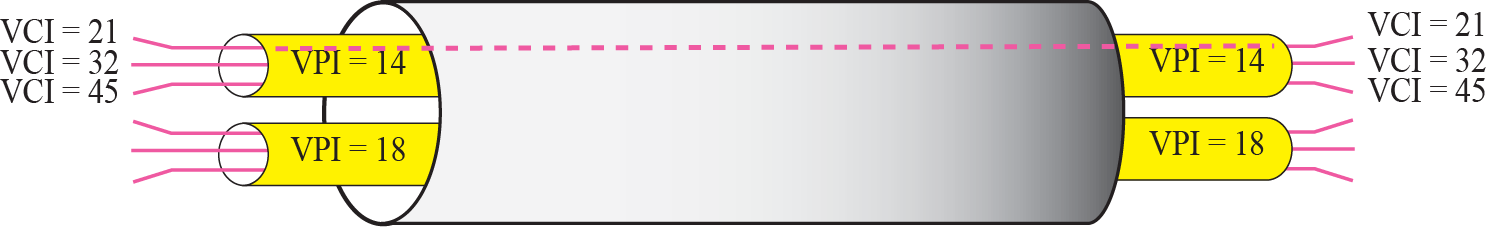 VCI = 21
VCI = 32
VCI = 45
VPI = 14
VPI = 18
VPI = 14
VPI = 18
VCI = 21
VCI = 32
VCI = 45